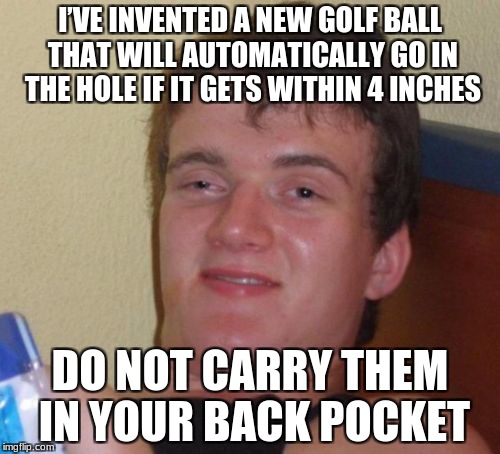 I'VE INVENTED A NEW GOLF BALL
THAT WILL AUTOMATICALLY GO IN
THE HOLE IF IT GETS WITHIN 4 INCHES
DO NOT CARRY THEM
IN YOUR BACK POCKET
imgflip.com